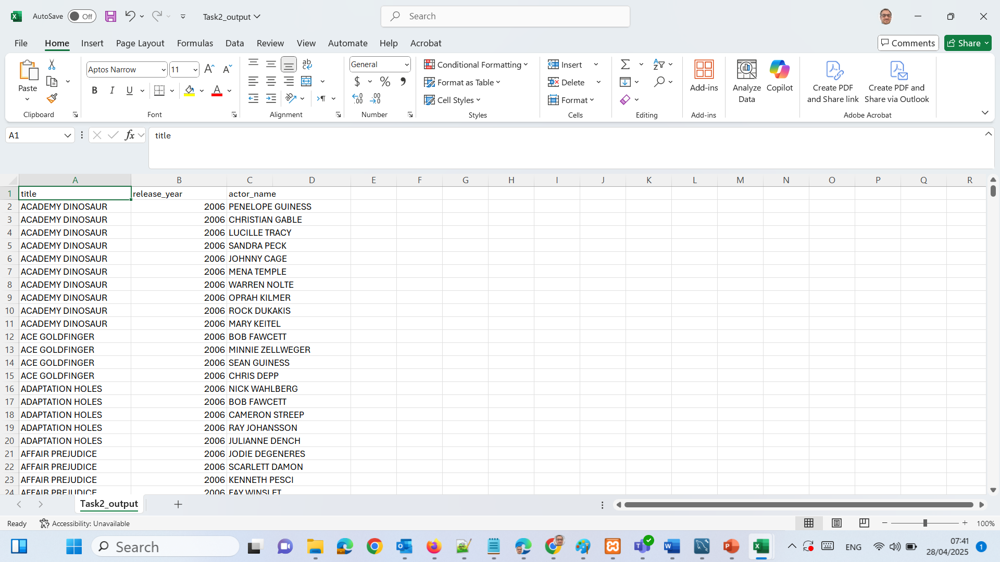 AutoSave Off Task2_output Search
File Home Insert Page Layout Formulas Data Review View Automate Help Acrobat Comments Share
Paste
Clipboard
Aptos Narrow 11
B I U
Font
Alignment
General
Number
Conditional Formatting
Format as Table
Cell Styles
Styles
Insert
Delete
Format
Cells
Editing
Add-ins
Add-ins
Analyze Data
Copilot
Create PDF and Share link
Create PDF and Share via Outlook
Adobe Acrobat
A1 fx title
A B C D E F G H I J K L M N O P Q R
1 title release_year actor_name
2 ACADEMY DINOSAUR 2006 PENELOPE GUINESS
3 ACADEMY DINOSAUR 2006 CHRISTIAN GABLE
4 ACADEMY DINOSAUR 2006 LUCILLE TRACY
5 ACADEMY DINOSAUR 2006 SANDRA PECK
6 ACADEMY DINOSAUR 2006 JOHNNY CAGE
7 ACADEMY DINOSAUR 2006 MENA TEMPLE
8 ACADEMY DINOSAUR 2006 WARREN NOLTE
9 ACADEMY DINOSAUR 2006 OPRAH KILMER
10 ACADEMY DINOSAUR 2006 ROCK DUKAKIS
11 ACADEMY DINOSAUR 2006 MARY KEITEL
12 ACE GOLDFINGER 2006 BOB FAWCETT
13 ACE GOLDFINGER 2006 MINNIE ZELLWEGER
14 ACE GOLDFINGER 2006 SEAN GUINESS
15 ACE GOLDFINGER 2006 CHRIS DEPP
16 ADAPTATION HOLES 2006 NICK WAHLBERG
17 ADAPTATION HOLES 2006 BOB FAWCETT
18 ADAPTATION HOLES 2006 CAMERON STREEP
19 ADAPTATION HOLES 2006 RAY JOHANSSON
20 ADAPTATION HOLES 2006 JULIANNE DENCH
21 AFFAIR PREJUDICE 2006 JODIE DEGENERES
22 AFFAIR PREJUDICE 2006 SCARLETT DAMON
23 AFFAIR PREJUDICE 2006 KENNETH PESCI
24 AFFAIR PREJUDICE 2006 FAY WINSLET
Task2_output
Ready Accessibility: Unavailable 100%
Search ENG 07:41
28/04/2025 1